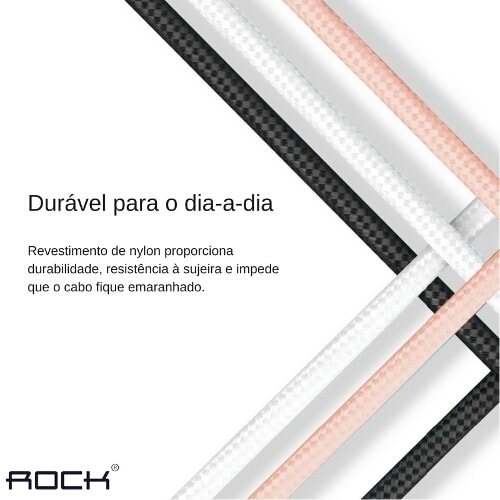 Durável para o dia-a-dia
Revestimento de nylon proporciona
durabilidade, resistência à sujeira e impede
que o cabo fique emaranhado.
ROCK®